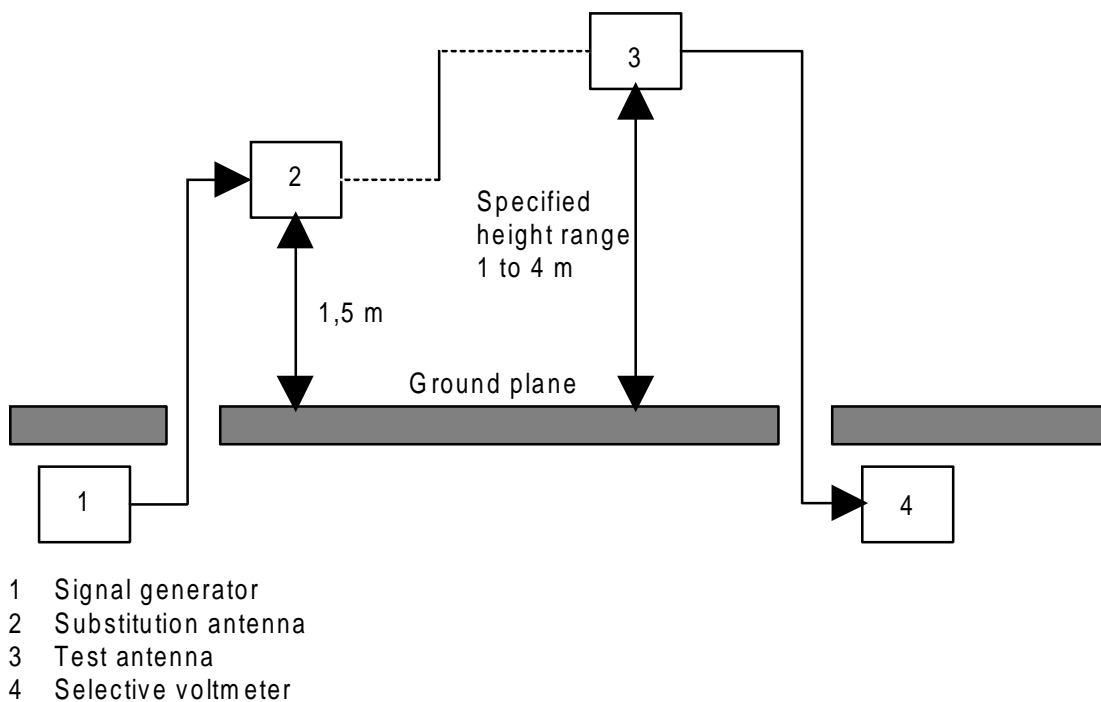 3
2
Specified
height range
1 to 4 m
1,5 m
Ground plane
1
4
1 Signal generator
2 Substitution antenna
3 Test antenna
4 Selective voltmeter